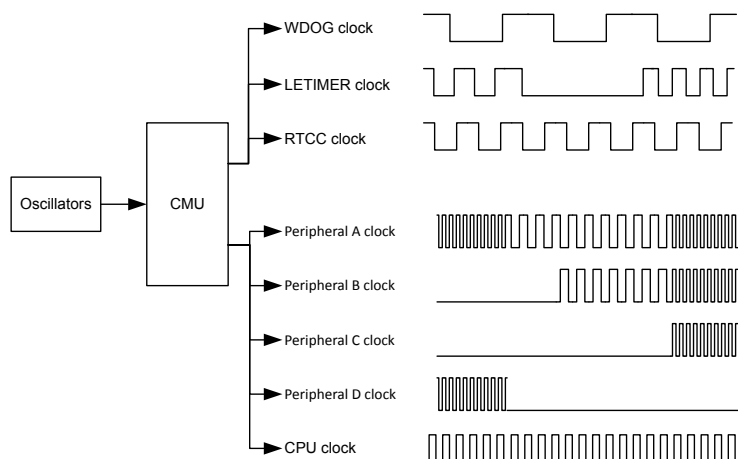 WDOG clock
LETIMER clock
RTCC clock
Oscillators
CMU
Peripheral A clock
Peripheral B clock
Peripheral C clock
Peripheral D clock
CPU clock